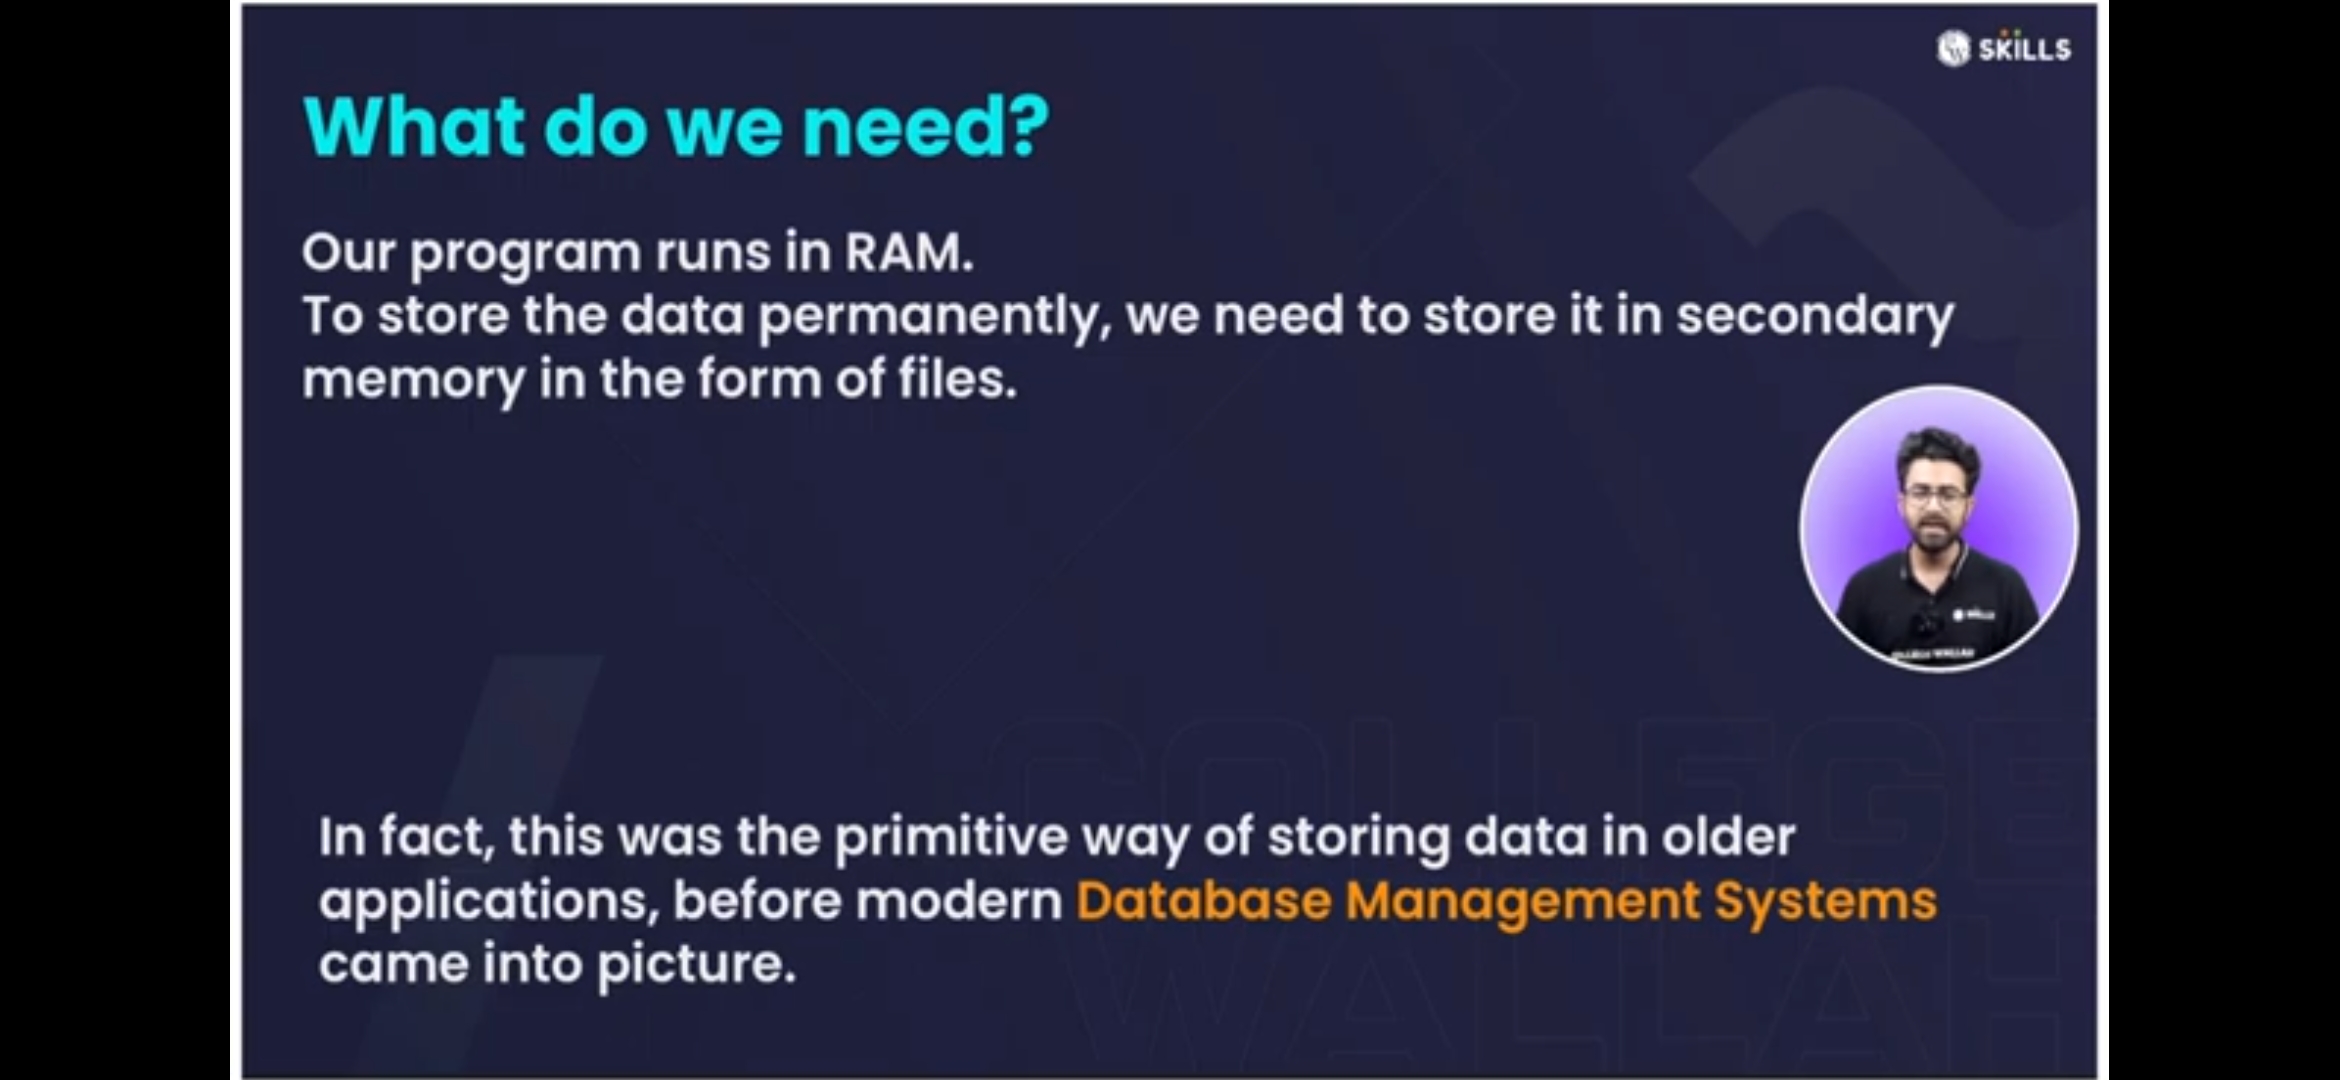 SKILLS
What do we need?
Our program runs in RAM.
To store the data permanently, we need to store it in secondary
memory in the form of files.
In fact, this was the primitive way of storing data in older
applications, before modern Database Management Systems
came into picture.
COLLEGE
WALLAH